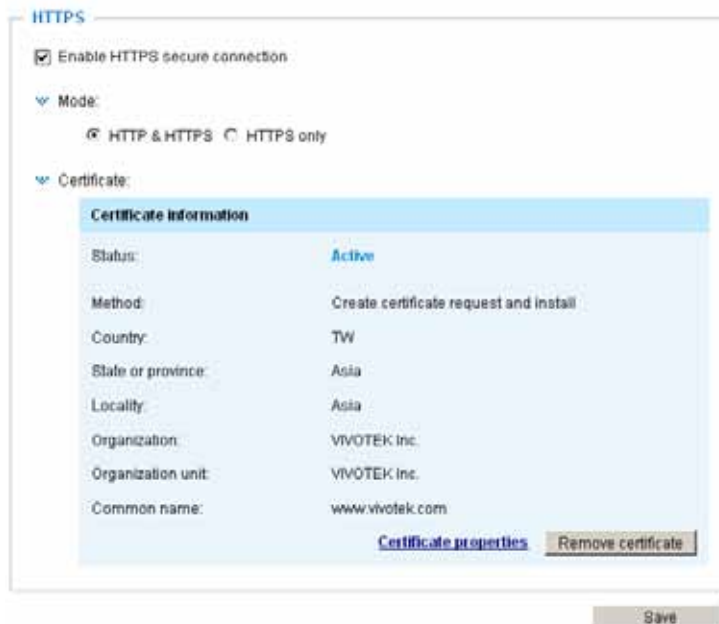 HTTPS
Enable HTTPS secure connection
Mode:
HTTP & HTTPS HTTPS only
Certificate:
Certificate information
Status: Active
Method: Create certificate request and install
Country: TW
State or province: Asia
Locality: Asia
Organization: VIVOTEK Inc.
Organization unit: VIVOTEK Inc.
Common name: www.vivotek.com
Certificate properties Remove certificate
Save